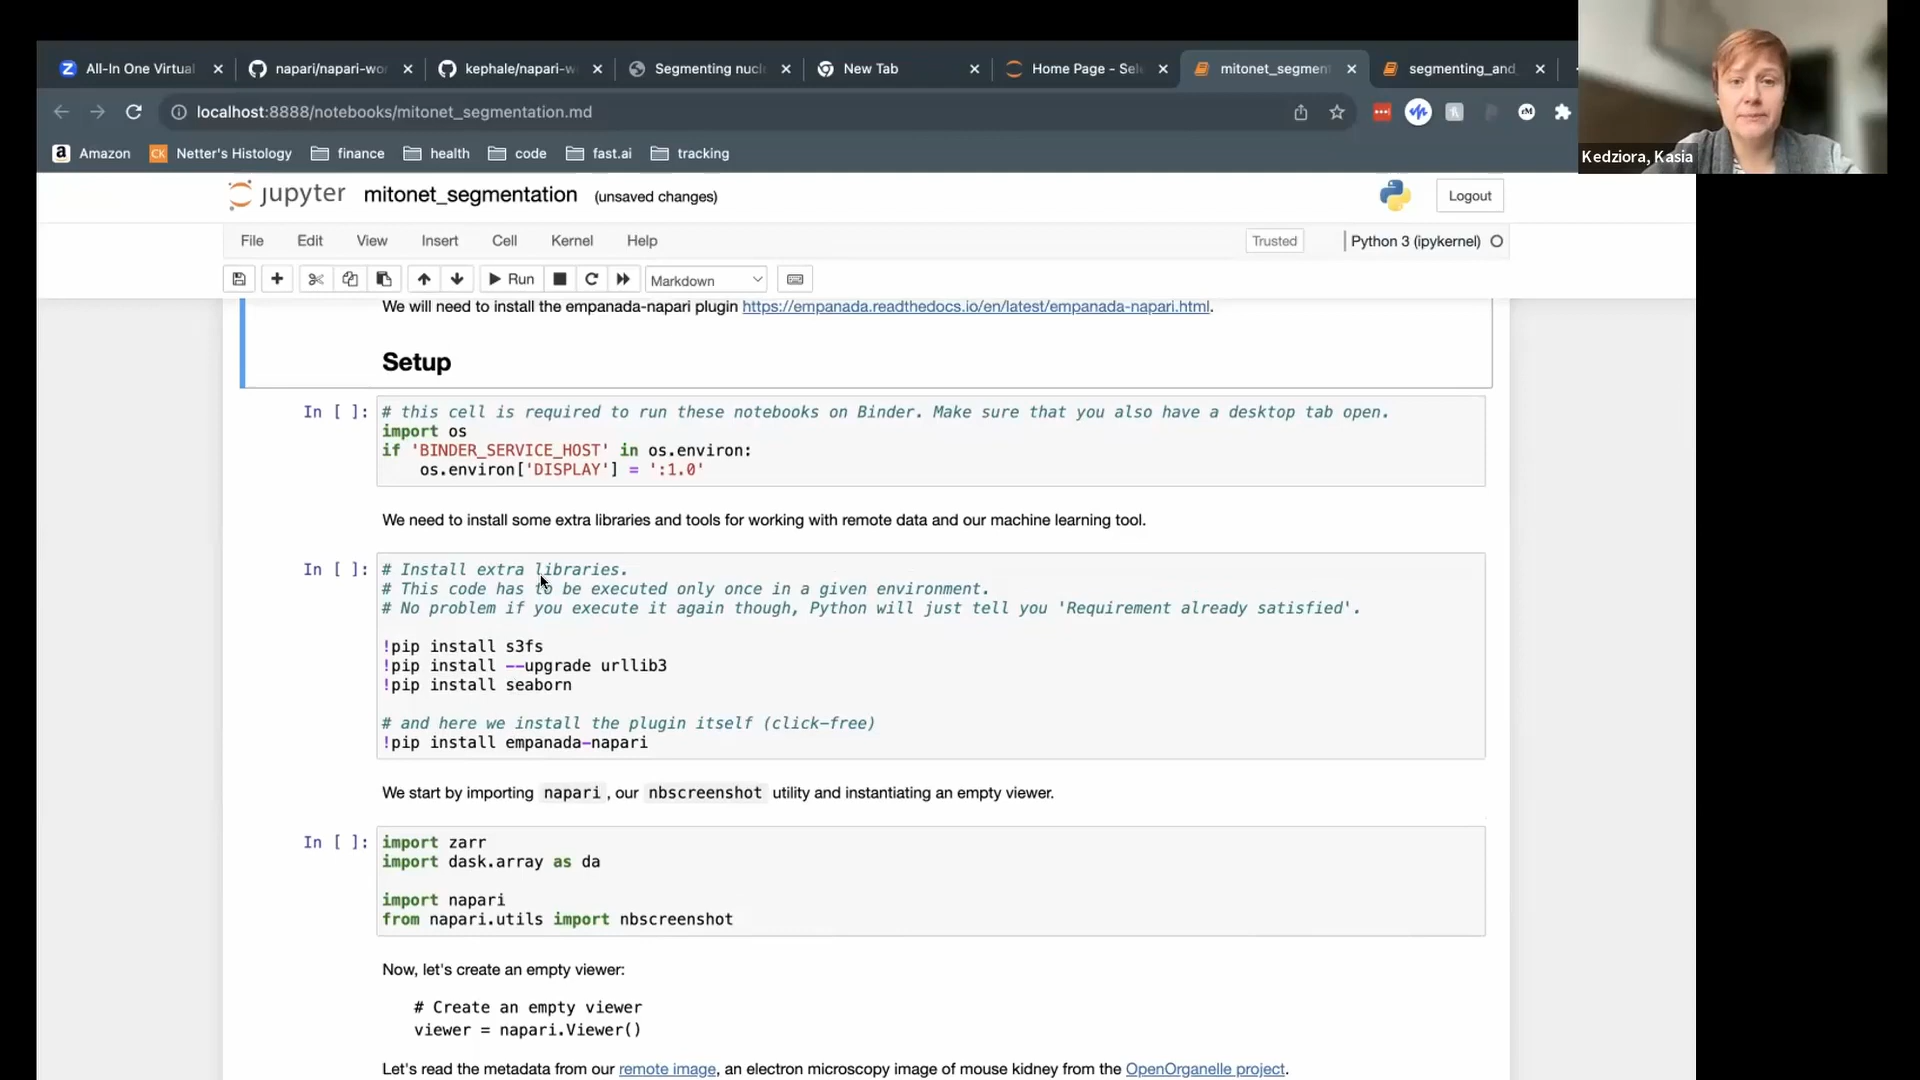 All-In One Virtual
napari/napari-wo
kephale/napari-w
Segmenting nucl
New Tab
Home Page - Sel
mitonet_segmen
segmenting_and_
localhost:8888/notebooks/mitonet_segmentation.md
Amazon
Netter's Histology
finance
health
code
fast.ai
tracking
Kedziora, Kasia
jupyter mitonet_segmentation (unsaved changes)
Logout
File Edit View Insert Cell Kernel Help
Trusted
Python 3 (ipykernel)
Run
Markdown
We will need to install the empanada-napari plugin https://empanada.readthedocs.io/en/latest/empanada-napari.html.
Setup
In [ ]: # this cell is required to run these notebooks on Binder. Make sure that you also have a desktop tab open.
import os
if 'BINDER_SERVICE_HOST' in os.environ:
    os.environ['DISPLAY'] = ':1.0'
We need to install some extra libraries and tools for working with remote data and our machine learning tool.
In [ ]: # Install extra libraries.
# This code has to be executed only once in a given environment.
# No problem if you execute it again though, Python will just tell you 'Requirement already satisfied'.
!pip install s3fs
!pip install --upgrade urllib3
!pip install seaborn
# and here we install the plugin itself (click-free)
!pip install empanada-napari
We start by importing napari, our nbscreenshot utility and instantiating an empty viewer.
In [ ]: import zarr
import dask.array as da
import napari
from napari.utils import nbscreenshot
Now, let's create an empty viewer:
# Create an empty viewer
viewer = napari.Viewer()
Let's read the metadata from our remote image, an electron microscopy image of mouse kidney from the OpenOrganelle project.